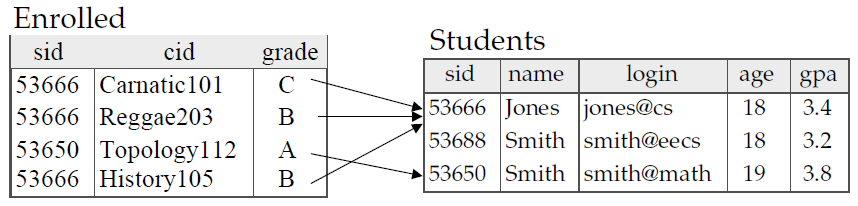 Enrolled
sid cid grade
53666 Carnatic101 C
53666 Reggae203 B
53650 Topology112 A
53666 History105 B
Students
sid name login age gpa
53666 Jones jones@cs 18 3.4
53688 Smith smith@eecs 18 3.2
53650 Smith smith@math 19 3.8